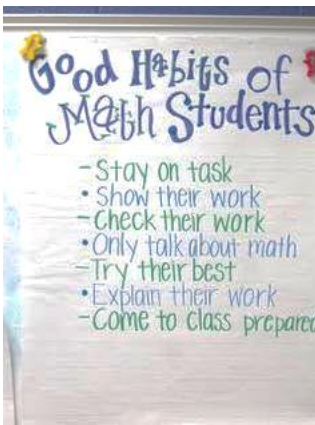 Good Habits of
Math Students
- Stay on task
• Show their work
- Check their work
• Only talk about math
- Try their best
• Explain their work
- Come to class prepared